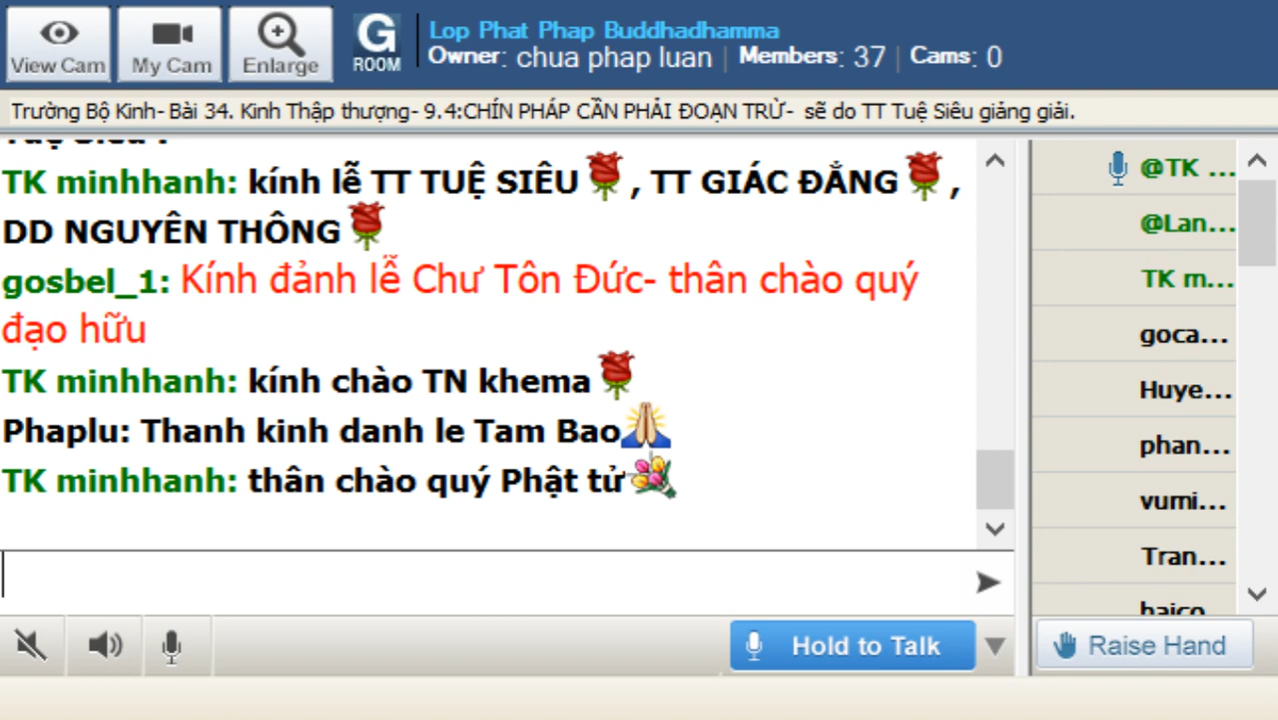 View Cam
My Cam
Enlarge
G
ROOM
Lop Phat Phap Buddhadhamma
Owner: chua phap luan | Members: 37 | Cams: 0
Trường Bộ Kinh- Bài 34. Kinh Thập thượng- 9.4:CHÍN PHÁP CẦN PHẢI ĐOẠN TRỪ- sẽ do TT Tuệ Siêu giảng giải.
TK minhhanh: kính lễ TT TUỆ SIÊU, TT GIÁC ĐẲNG,
DD NGUYÊN THÔNG
gosbel_1: Kính đảnh lễ Chư Tôn Đức- thân chào quý
đạo hữu
TK minhhanh: kính chào TN khema
Phaplu: Thanh kinh danh le Tam Bao
TK minhhanh: thân chào quý Phật tử
@TK ...
@Lan...
TK m...
goca...
Huye...
phan...
vumi...
Tran...
Hold to Talk
Raise Hand